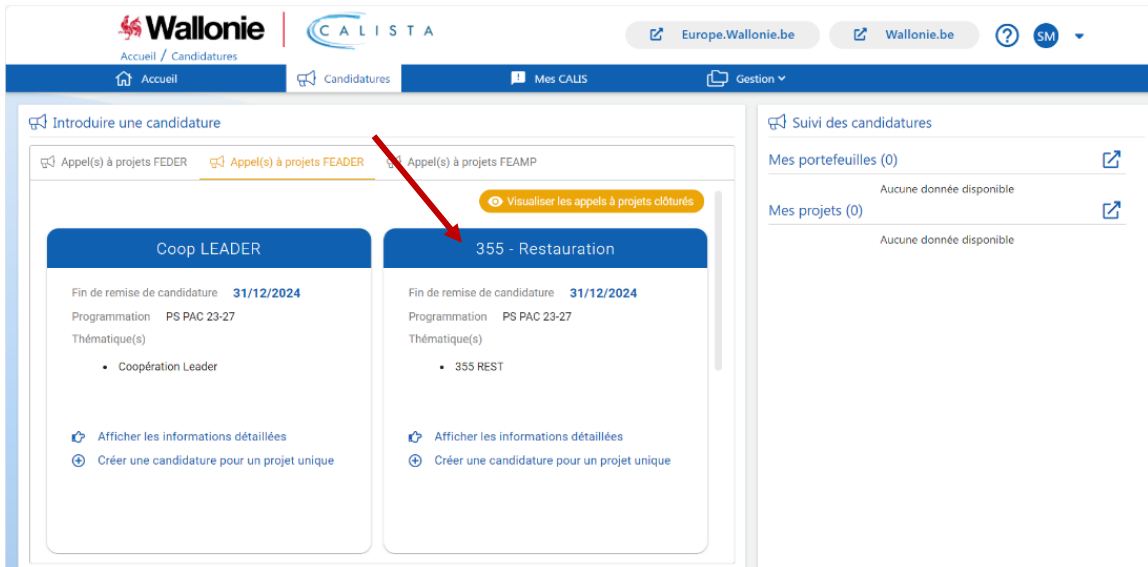 Wallonie
CALISTA
Europe.Wallonie.be
Wallonie.be
?
SM
Accueil / Candidatures
Accueil
Candidatures
Mes CALIS
Gestion
Introduire une candidature
Appel(s) à projets FEDER
Appel(s) à projets FEADER
Appel(s) à projets FEAMP
Visualiser les appels à projets clôturés
Coop LEADER
Fin de remise de candidature 31/12/2024
Programmation PS PAC 23-27
Thématique(s)
• Coopération Leader
Afficher les informations détaillées
Créer une candidature pour un projet unique
355 - Restauration
Fin de remise de candidature 31/12/2024
Programmation PS PAC 23-27
Thématique(s)
• 355 REST
Afficher les informations détaillées
Créer une candidature pour un projet unique
Suivi des candidatures
Mes portefeuilles (0)
Aucune donnée disponible
Mes projets (0)
Aucune donnée disponible